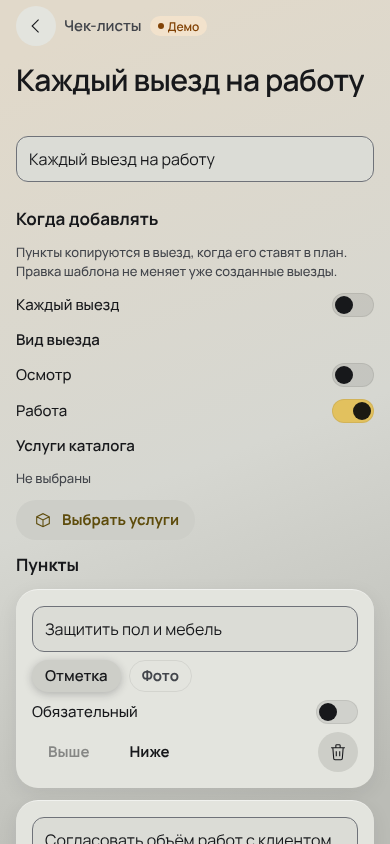 Чек-листы
Демо
Каждый выезд на работу
Каждый выезд на работу
Когда добавлять
Пункты копируются в выезд, когда его ставят в план.
Правка шаблона не меняет уже созданные выезды.
Каждый выезд
Вид выезда
Осмотр
Работа
Услуги каталога
Не выбраны
Выбрать услуги
Пункты
Защитить пол и мебель
Отметка Фото
Обязательный
Выше Ниже
Согласовать объём работ с клиентом